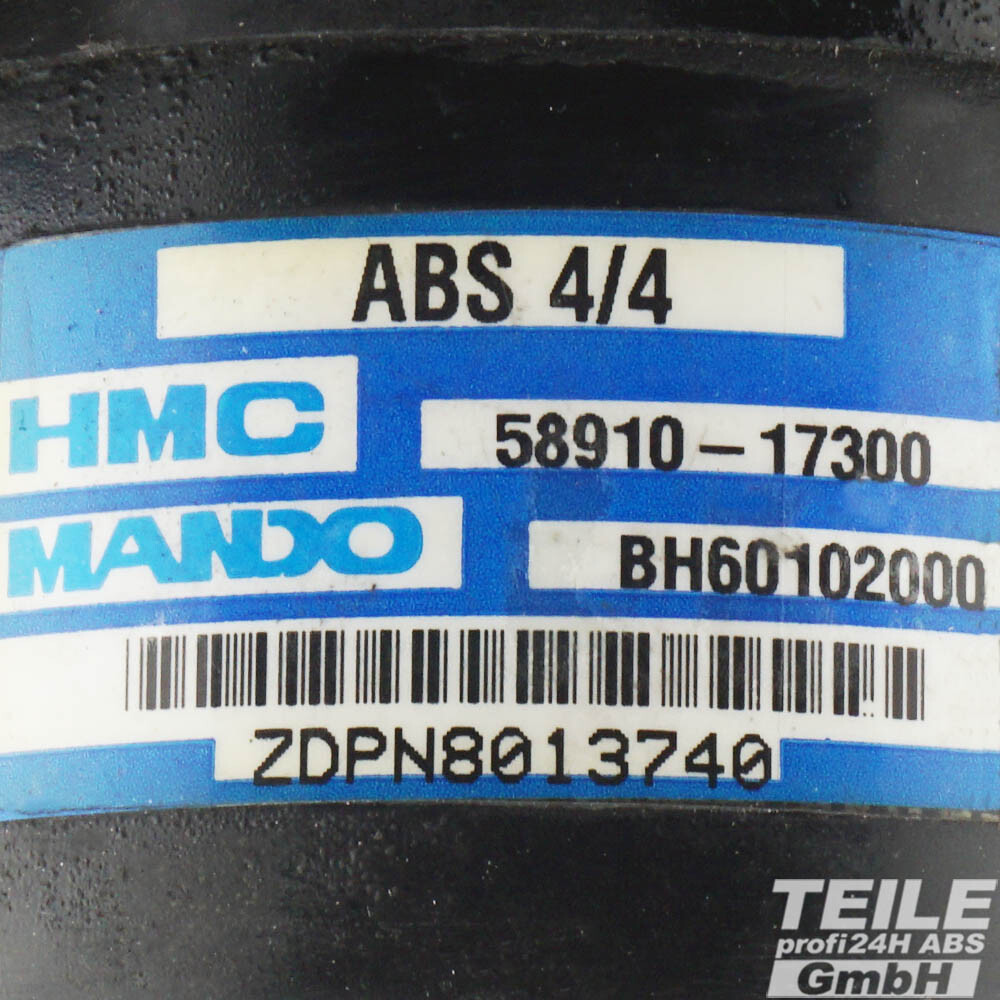 ABS 4/4
HMC 58910-17300
MANDO BH60102000
ZDPN8013740
TEILE
profi24H ABS
GmbH